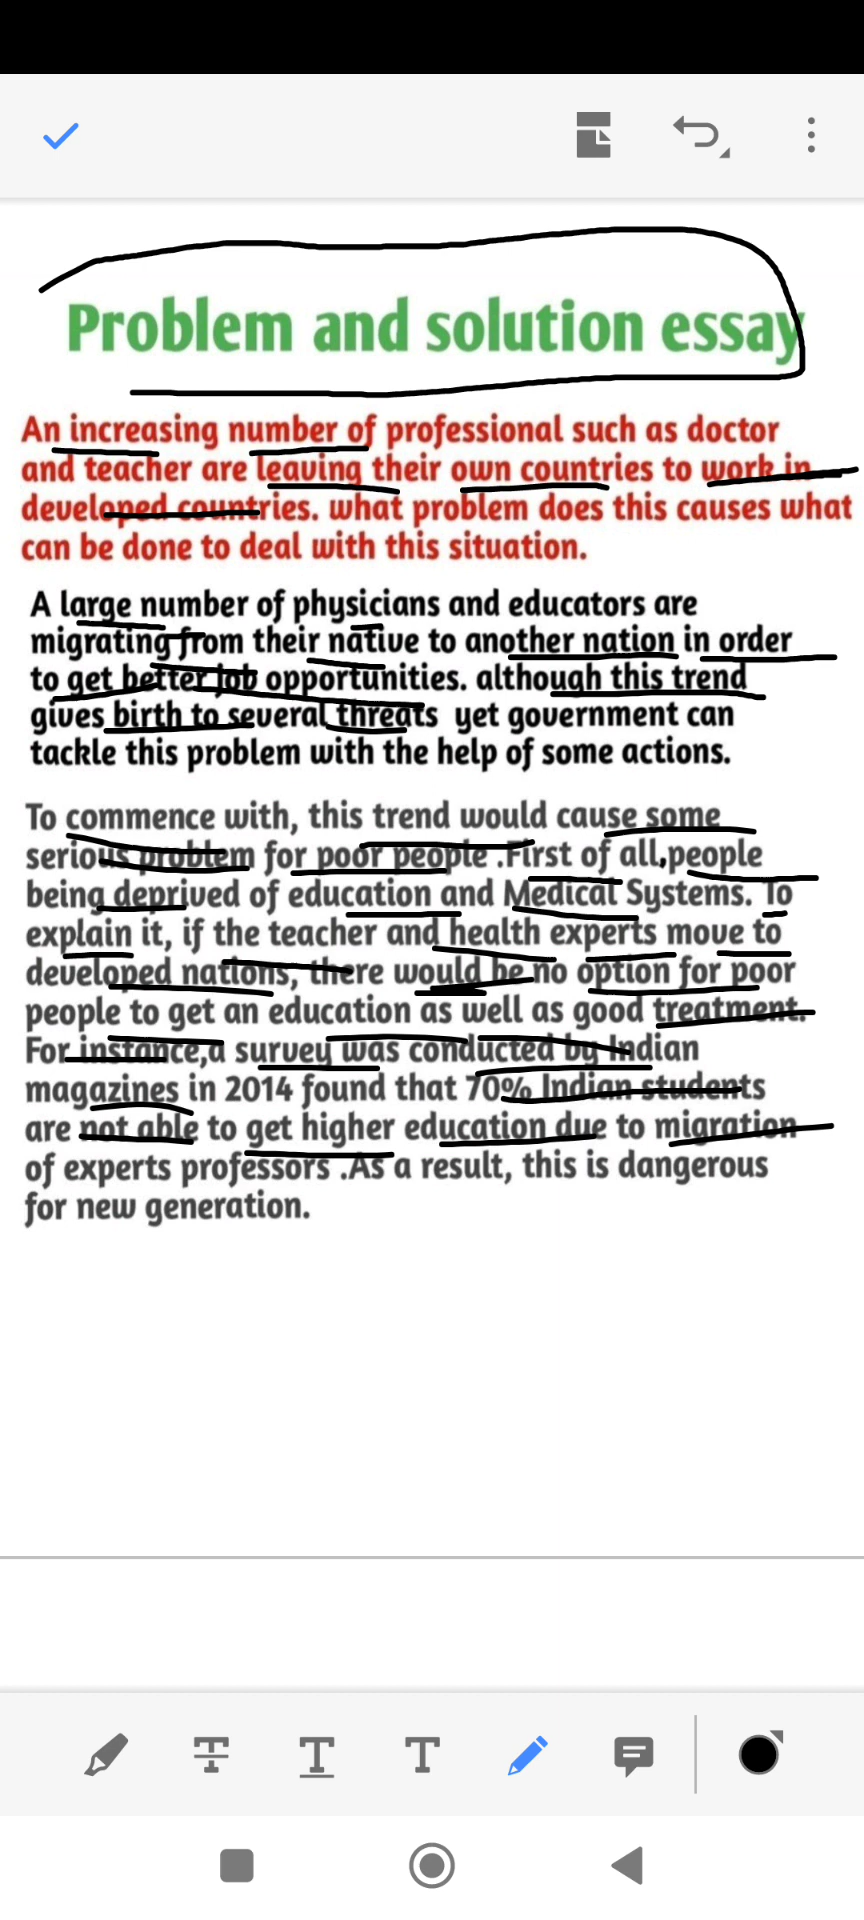 Problem and solution essay
An increasing number of professional such as doctor
and teacher are leaving their own countries to work in
developed countries. what problem does this causes what
can be done to deal with this situation.
A large number of physicians and educators are
migrating from their native to another nation in order
to get better job opportunities. although this trend
gives birth to several threats yet government can
tackle this problem with the help of some actions.
To commence with, this trend would cause some
serious problem for poor people .First of all,people
being deprived of education and Medical Systems. To
explain it, if the teacher and health experts move to
developed nations, there would be no option for poor
people to get an education as well as good treatment.
For instance,a survey was conducted by Indian
magazines in 2014 found that 70% Indian students
are not able to get higher education due to migration
of experts professors .As a result, this is dangerous
for new generation.